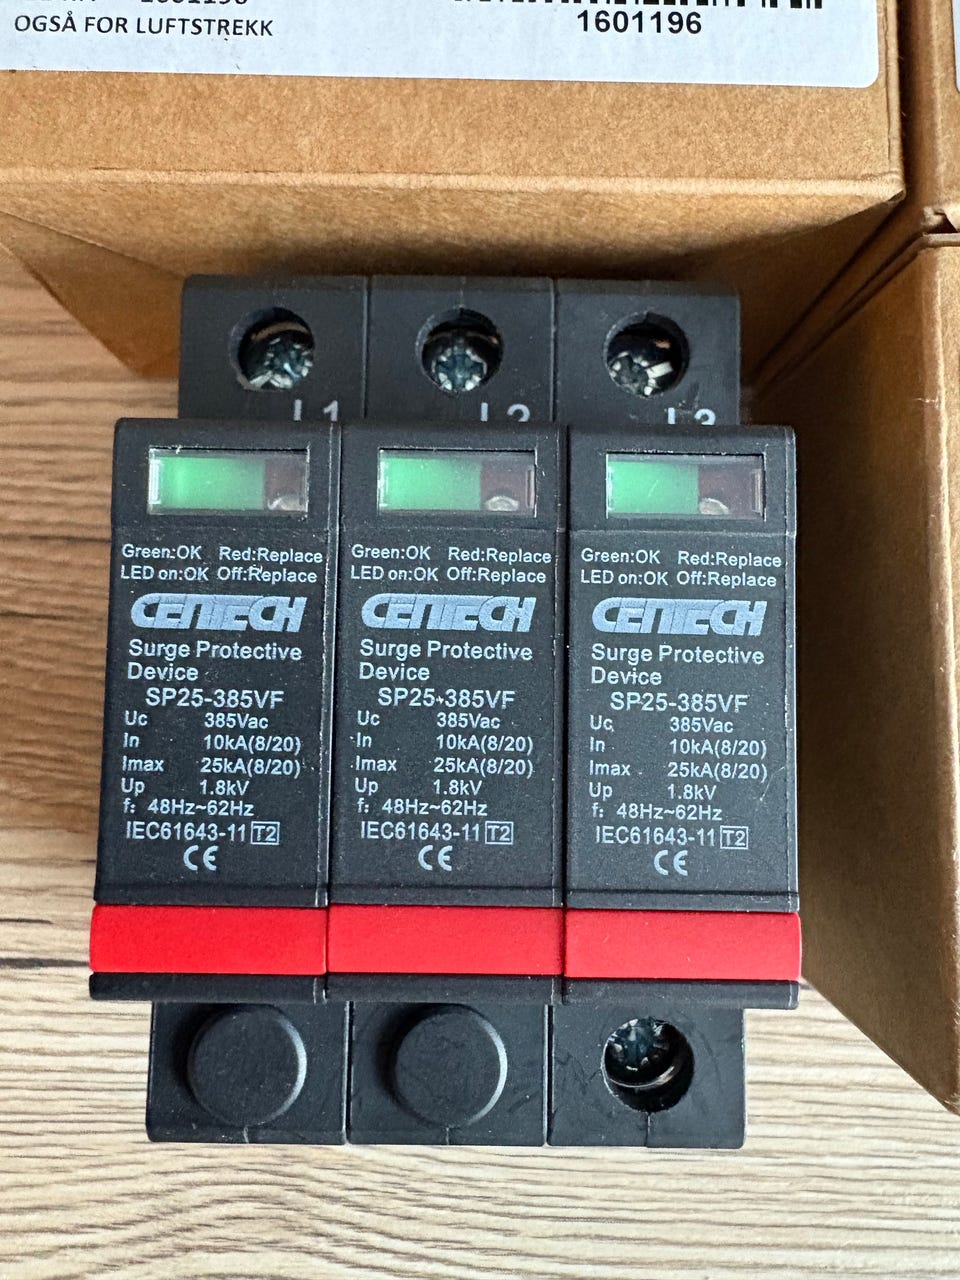 OGSÅ FOR LUFTSTREKK
1601196
L1
L2
L3
Green:OK Red:Replace
LED on:OK Off:Replace
CENTECH
Surge Protective
Device
SP25-385VF
Uc 385Vac
In 10kA(8/20)
Imax 25kA(8/20)
Up 1.8kV
f: 48Hz~62Hz
IEC61643-11 T2
CE
Green:OK Red:Replace
LED on:OK Off:Replace
CENTECH
Surge Protective
Device
SP25-385VF
Uc 385Vac
In 10kA(8/20)
Imax 25kA(8/20)
Up 1.8kV
f: 48Hz~62Hz
IEC61643-11 T2
CE
Green:OK Red:Replace
LED on:OK Off:Replace
CENTECH
Surge Protective
Device
SP25-385VF
Uc 385Vac
In 10kA(8/20)
Imax 25kA(8/20)
Up 1.8kV
f: 48Hz~62Hz
IEC61643-11 T2
CE